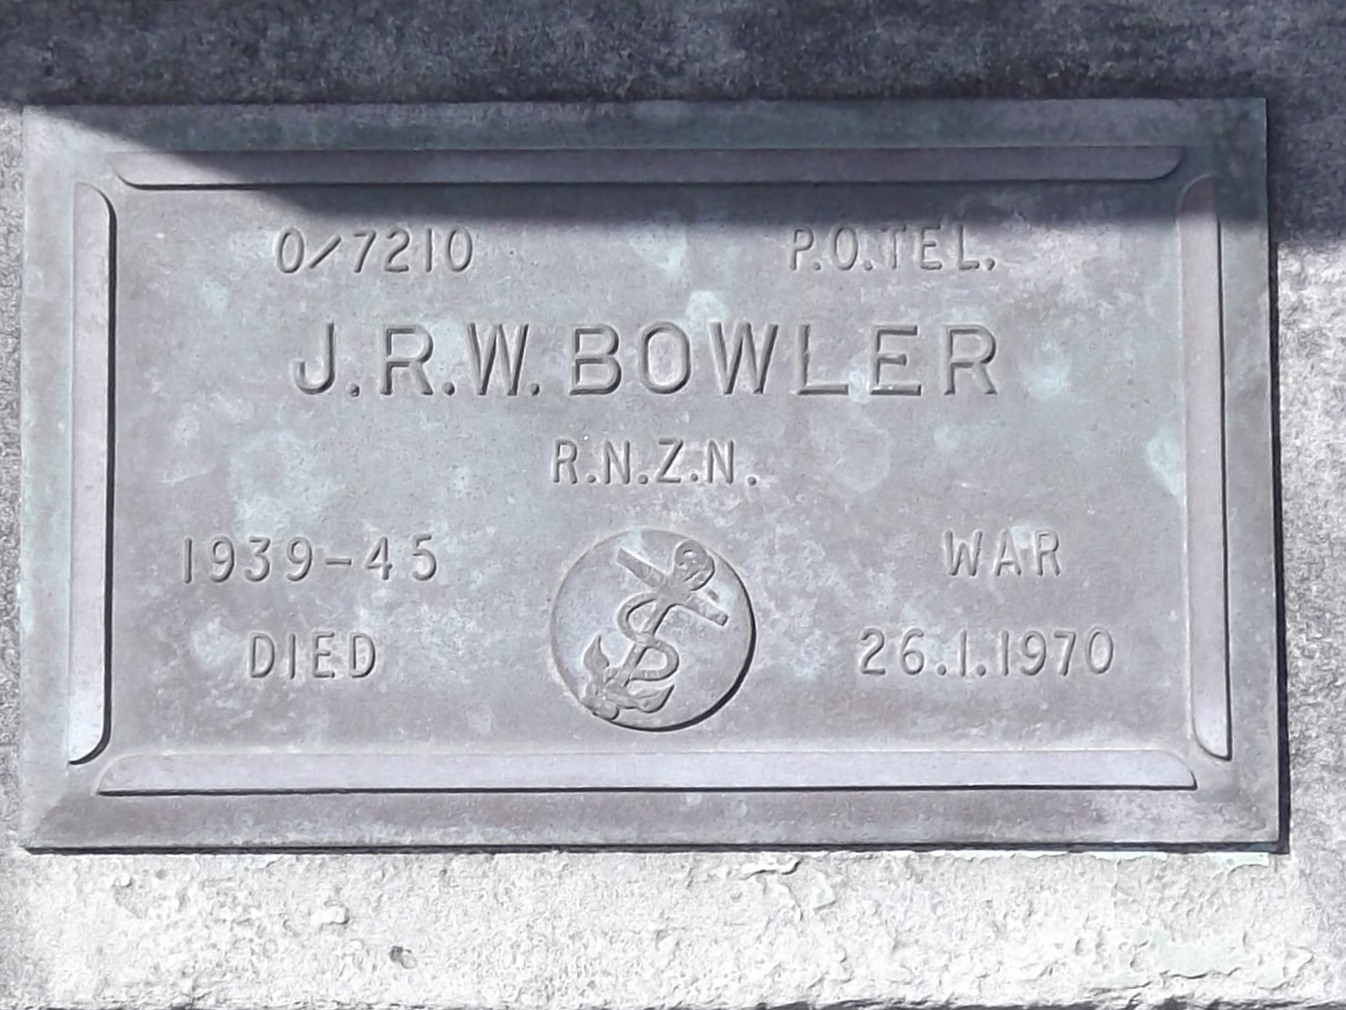 0/7210 P.O.TEL.
J.R.W. BOWLER
R.N.Z.N.
1939-45 WAR
DIED 26.1.1970